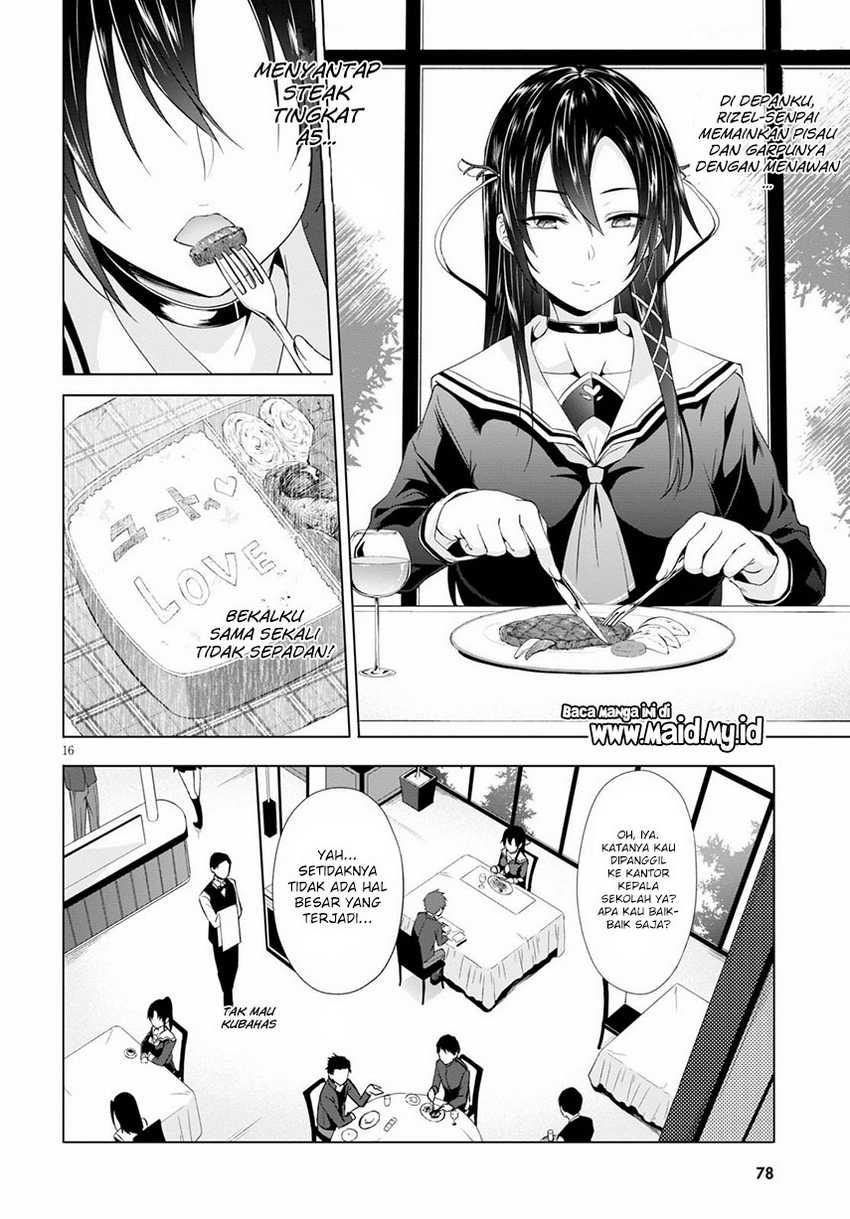 DI DEPANKU,
RIZEL-SENPAI
MEMAINKAN PISAU
DAN GARPUNYA
DENGAN MENAWAN
...
MENYANTAP
STEAK
TINGKAT
A5...
ユートへ♡
LOVE
BEKALKU
SAMA SEKALI
TIDAK SEPADAN!
Baca Manga ini di
www.Maid.My.id
16
OH, IYA.
KATANYA KAU
DIPANGGIL
KE KANTOR
KEPALA
SEKOLAH YA?
APA KAU BAIK-
BAIK SAJA?
YAH...
SETIDAKNYA
TIDAK ADA HAL
BESAR YANG
TERJADI...
TAK MAU
KUBAHAS
78